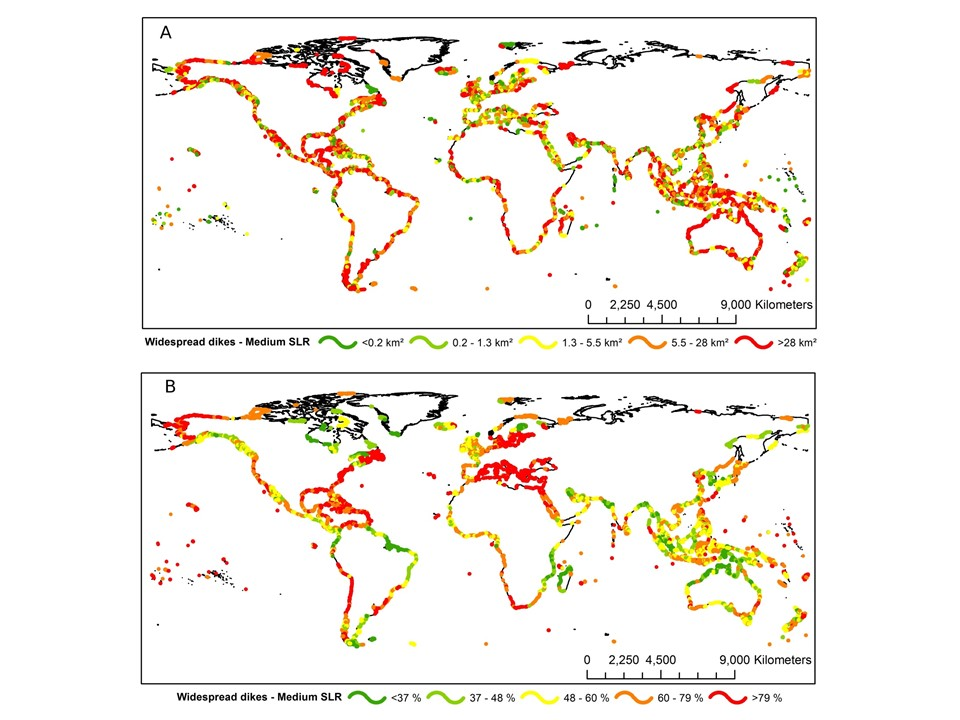 A
0 2,250 4,500 9,000 Kilometers
Widespread dikes - Medium SLR <0.2 km² 0.2 - 1.3 km² 1.3 - 5.5 km² 5.5 - 28 km² >28 km²
B
0 2,250 4,500 9,000 Kilometers
Widespread dikes - Medium SLR <37 % 37 - 48 % 48 - 60 % 60 - 79 % >79 %